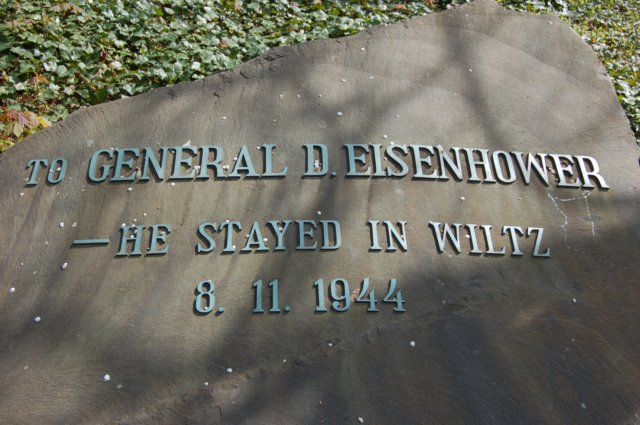 TO GENERAL D. EISENHOWER
— HE STAYED IN WILTZ
8. 11. 1944